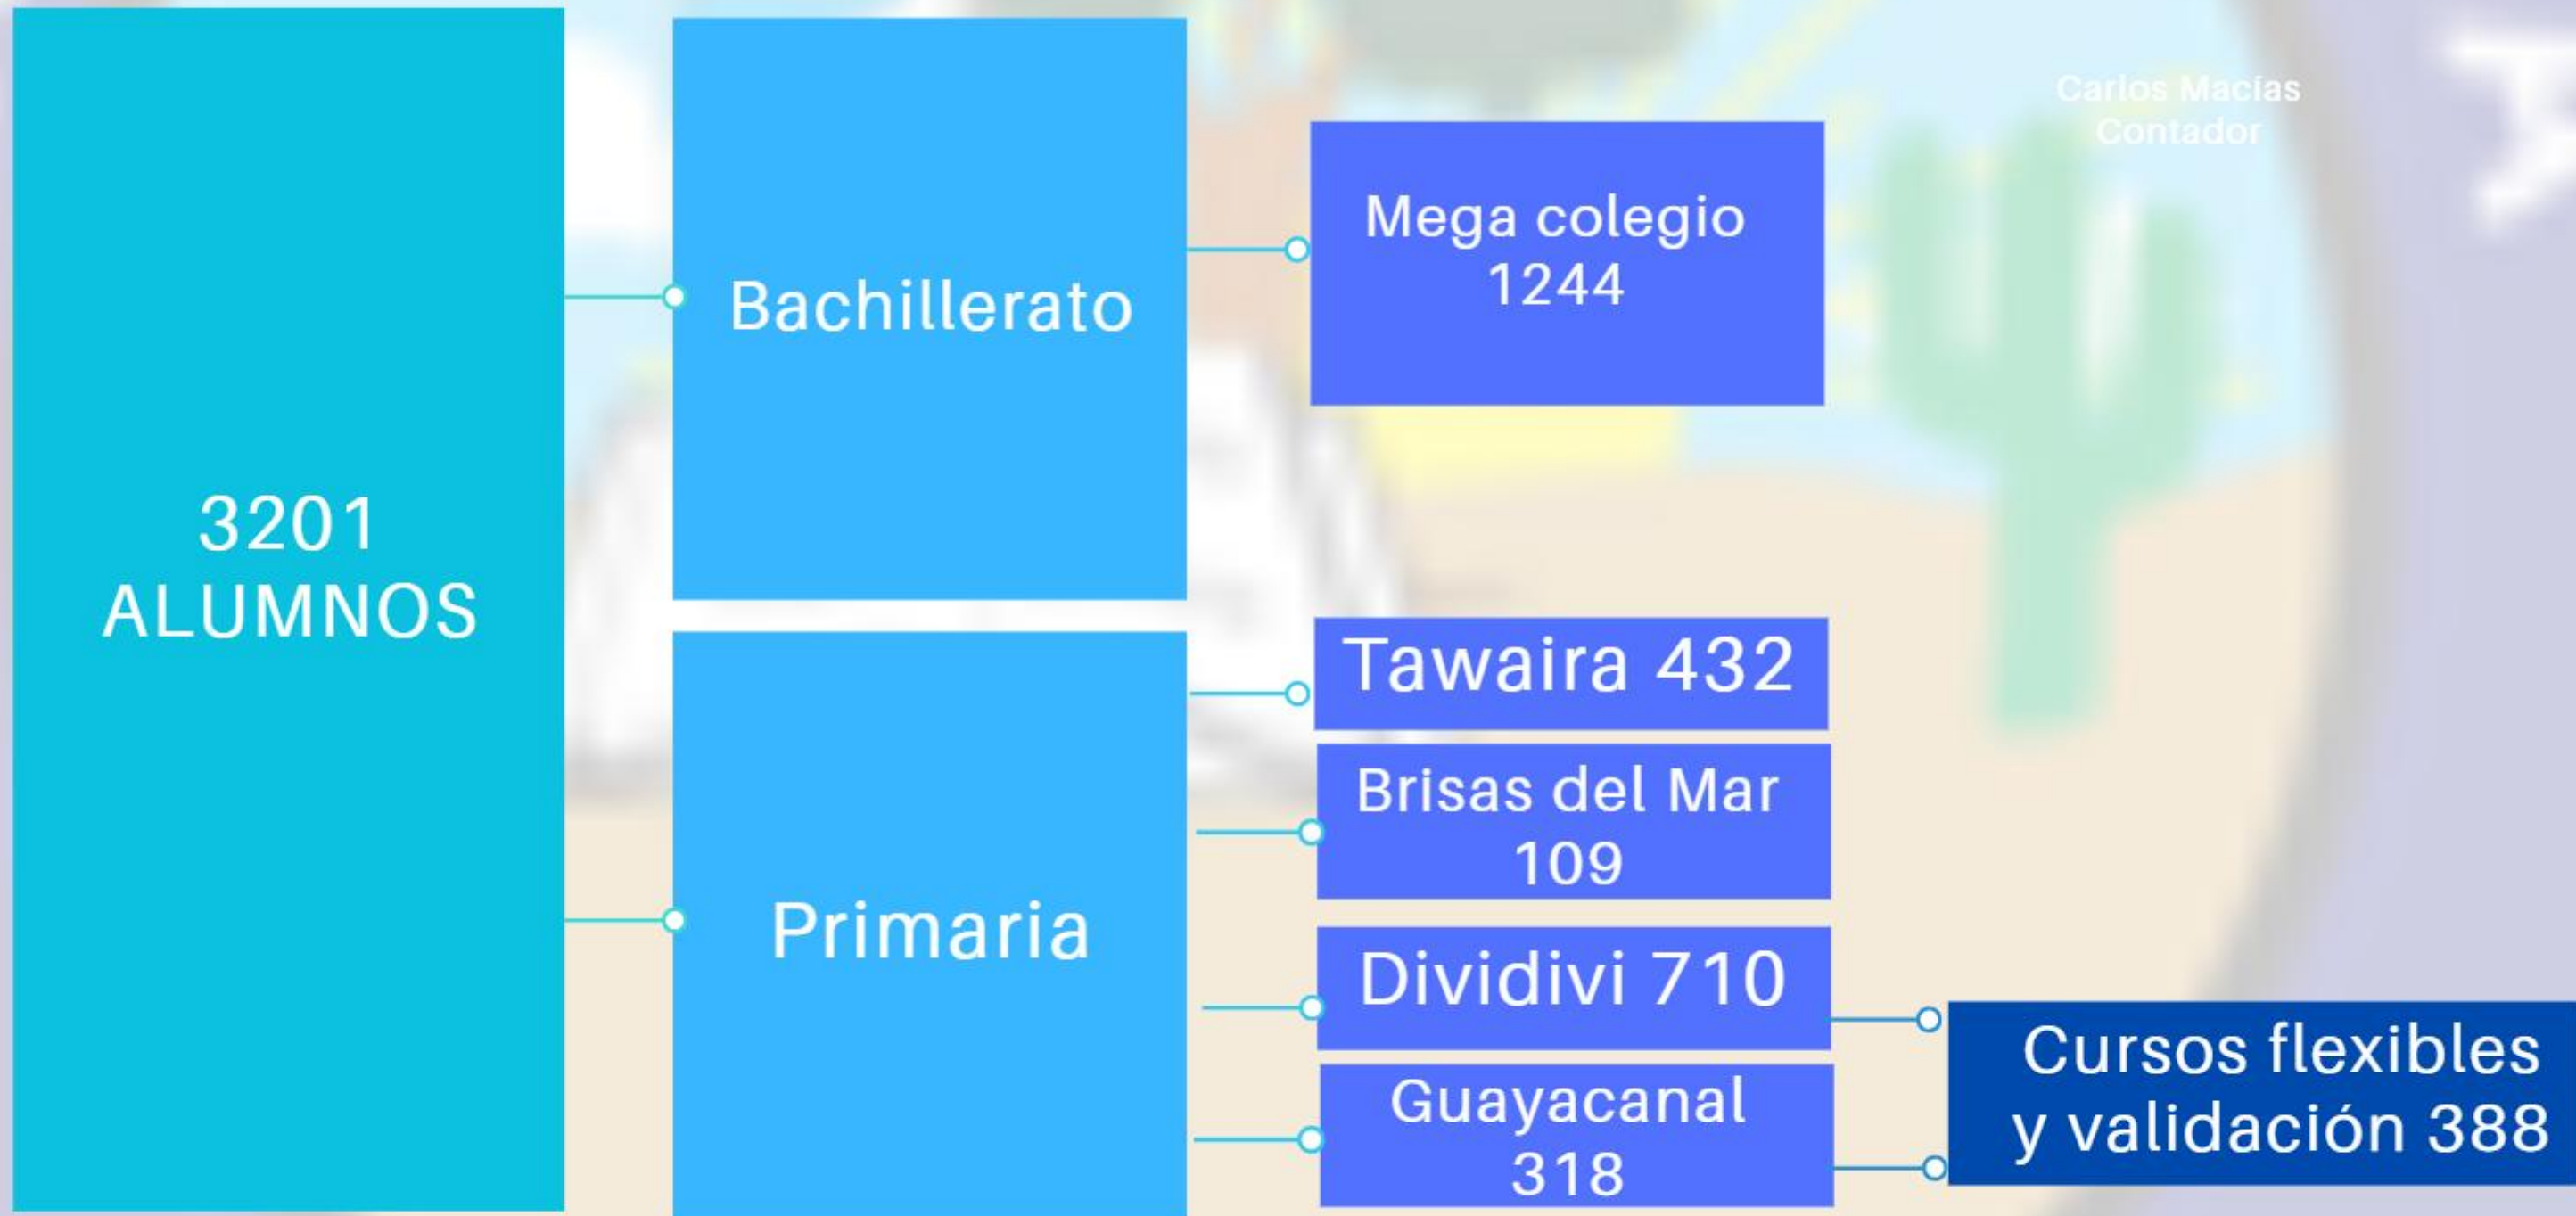 3201
ALUMNOS
Bachillerato
Primaria
Mega colegio
1244
Tawaira 432
Brisas del Mar
109
Dividivi 710
Guayacanal
318
Cursos flexibles
y validación 388
Carlos Macías
Contador